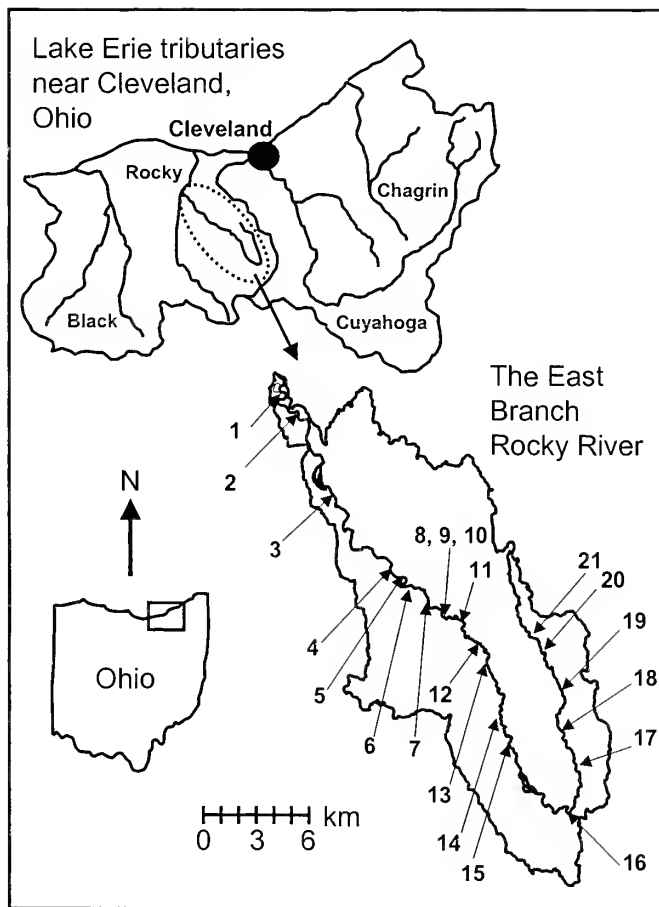 Lake Erie tributaries
near Cleveland,
Ohio
Cleveland
Rocky
Chagrin
Black
Cuyahoga
The East
Branch
Rocky River
1
2
3
N
8, 9, 10
11
21
20
19
18
17
4
5
6
7
12
13
14
15
16
Ohio
km
0 3 6